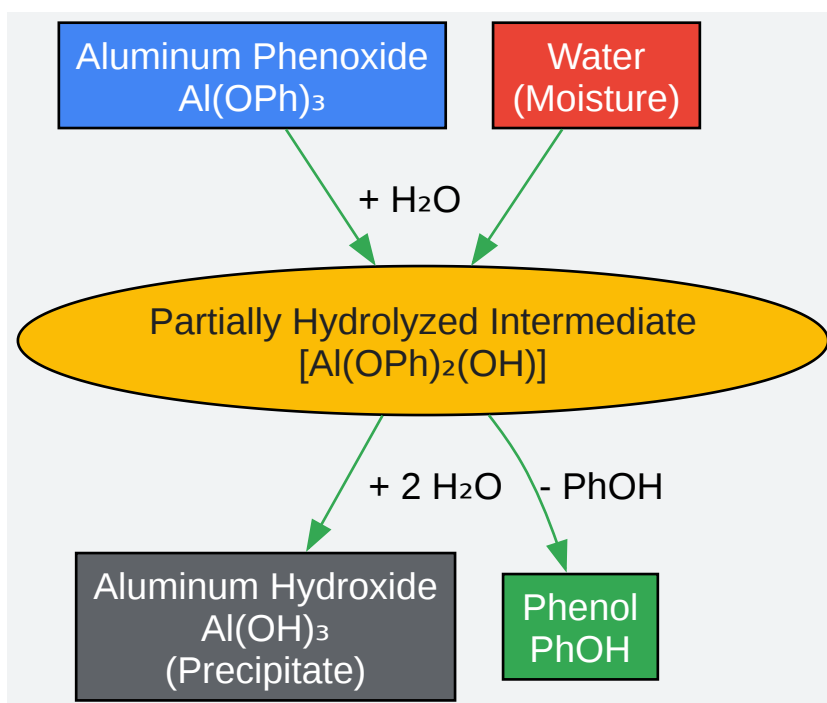 Aluminum Phenoxide
Al(OPh)₃
Water
(Moisture)
+ H₂O
Partially Hydrolyzed Intermediate
[Al(OPh)₂(OH)]
+ 2 H₂O
- PhOH
Aluminum Hydroxide
Al(OH)₃
(Precipitate)
Phenol
PhOH